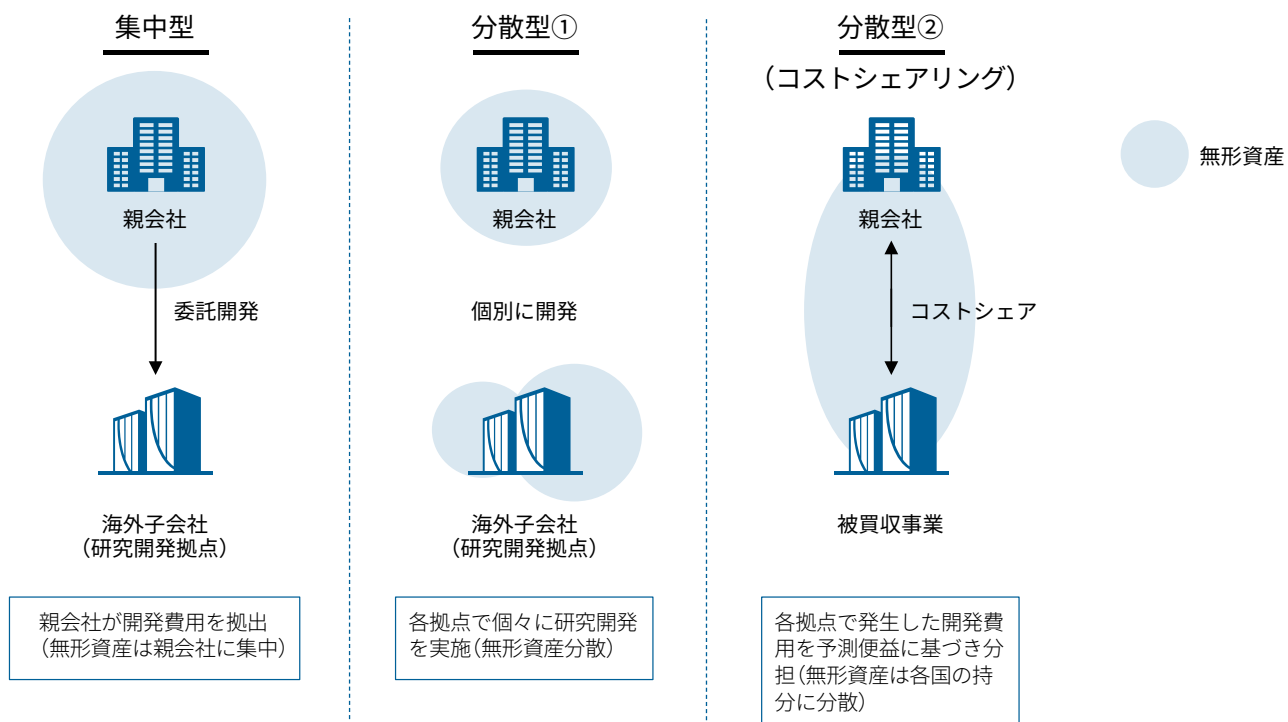 集中型
親会社
委託開発
海外子会社
（研究開発拠点）
親会社が開発費用を拠出
（無形資産は親会社に集中）
分散型①
親会社
個別に開発
海外子会社
（研究開発拠点）
各拠点で個々に研究開発
を実施（無形資産分散）
分散型②
（コストシェアリング）
親会社
コストシェア
被買収事業
各拠点で発生した開発費
用を予測便益に基づき分
担（無形資産は各国の持
分に分散）
無形資産